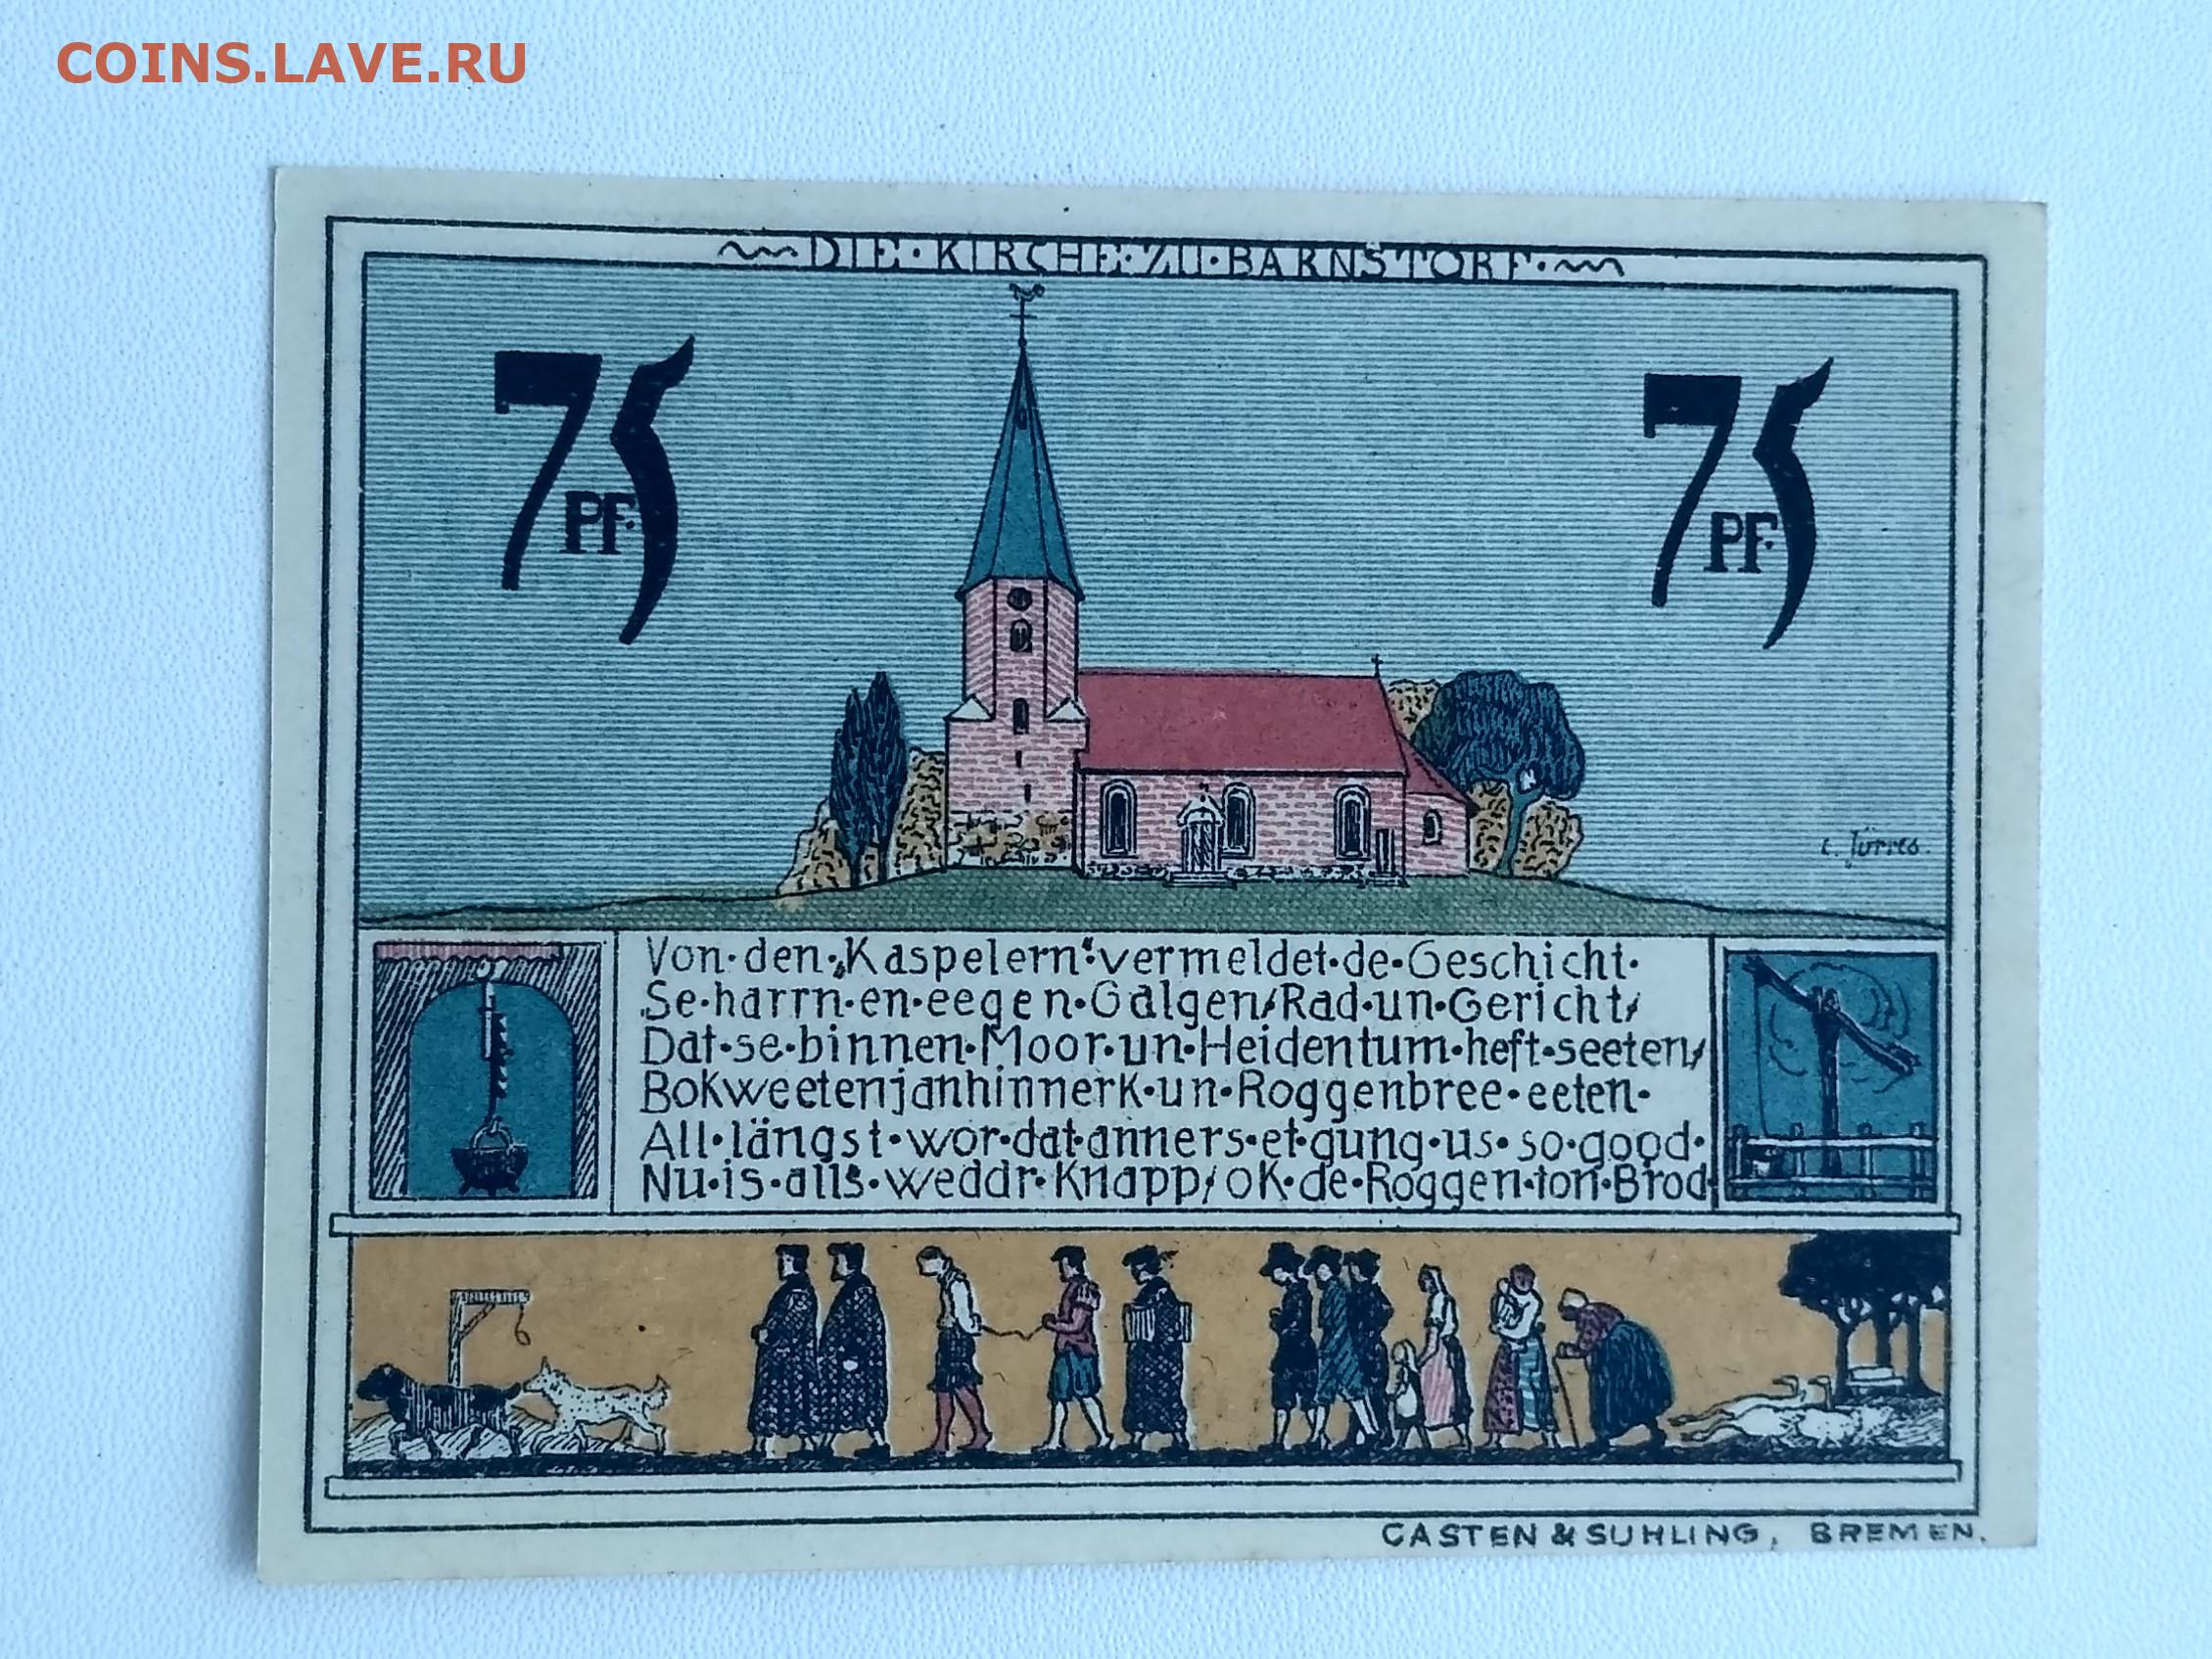 COINS.LAVE.RU
DIE·KIRCHE·ZU·BARNSTORF·
75 PF. 75 PF.
C. Jörres.
Von·den·„Kaspelern“·vermeldet·de·Geschicht·
Se·harrn·en·eegen·Galgen/Rad·un·Gericht/
Dat·se·binnen·Moor·un·Heidentum·heft·seeten/
Bokweetenjanhinnerk·un·Roggenbree·eeten·
All·längst·wor·dat·anners·et·gung·us·so·good·
Nu·is·all's·weddr·Knapp/ok·de·Roggen·ton·Brod·
CASTEN & SUHLING, BREMEN.